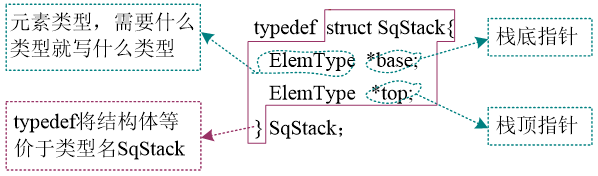 元素类型，需要什么
类型就写什么类型
typedef struct SqStack{
ElemType *base;
ElemType *top;
} SqStack；
栈底指针
栈顶指针
typedef将结构体等
价于类型名SqStack